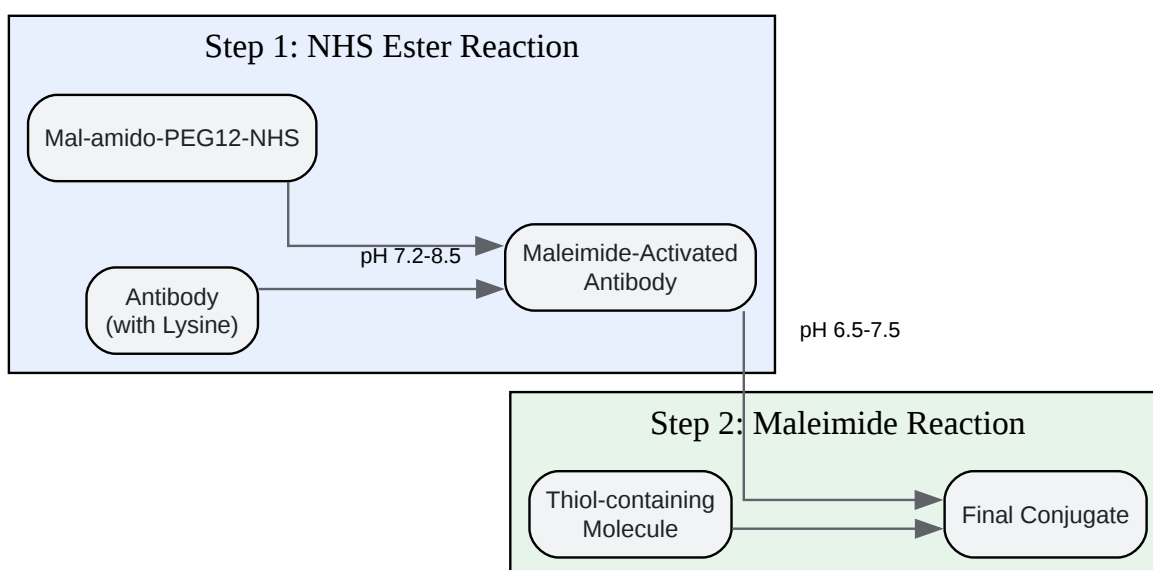 Step 1: NHS Ester Reaction
Mal-amido-PEG12-NHS
pH 7.2-8.5
Maleimide-Activated
Antibody
Antibody
(with Lysine)
pH 6.5-7.5
Step 2: Maleimide Reaction
Thiol-containing
Molecule
Final Conjugate